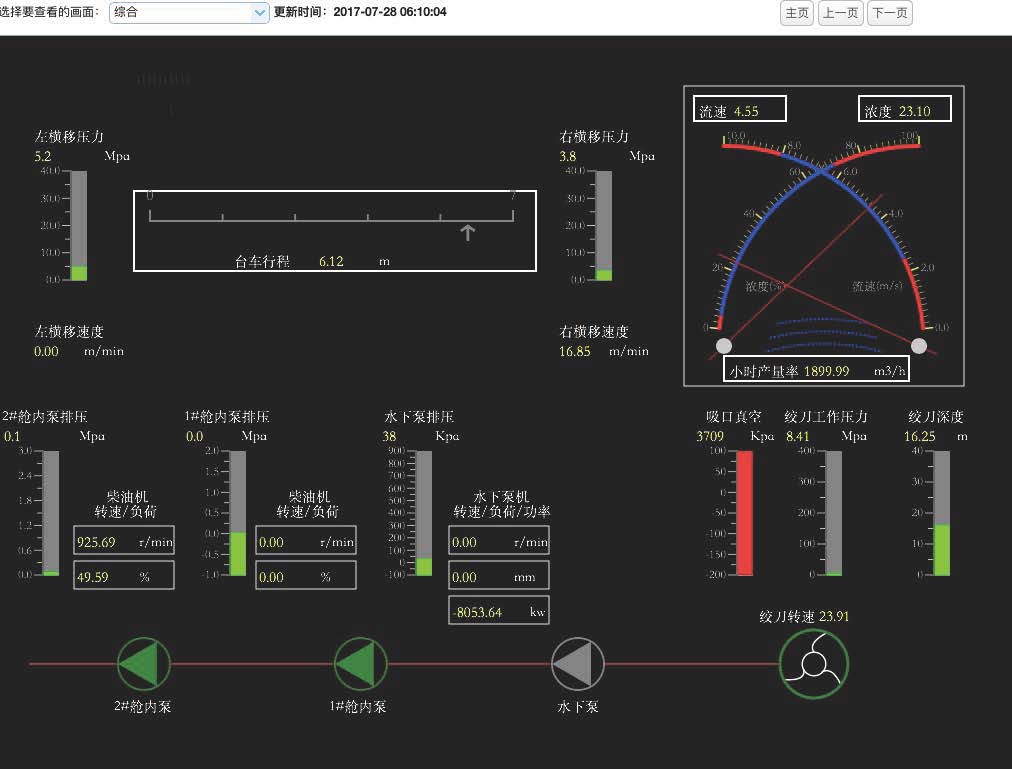 选择要查看的画面： 综合 更新时间： 2017-07-28 06:10:04 主页 上一页 下一页
流速 4.55 浓度 23.10
左横移压力 右横移压力
5.2 Mpa 3.8 Mpa
40.0
30.0
20.0
10.0
0.0
0 7
台车行程 6.12 m
40.0
30.0
20.0
10.0
0.0
10.0 8.0 80 100
60 6.0
40 4.0
20 2.0
浓度(%) 流速(m/s)
0 0.0
小时产量率 1899.99 m3/h
左横移速度 右横移速度
0.00 m/min 16.85 m/min
2#舱内泵排压 1#舱内泵排压 水下泵排压 吸口真空 绞刀工作压力 绞刀深度
0.1 Mpa 0.0 Mpa 38 Kpa 3709 Kpa 8.41 Mpa 16.25 m
3.0
2.4
1.8
1.2
0.6
0.0
柴油机
转速/负荷
925.69 r/min
49.59 %
2.0
1.5
1.0
0.5
0.0
-0.5
-1.0
柴油机
转速/负荷
0.00 r/min
0.00 %
900
800
700
600
500
400
300
200
100
0
-100
水下泵机
转速/负荷/功率
0.00 r/min
0.00 mm
-8053.64 kw
100
50
0
-50
-100
-150
-200
400
300
200
100
0
40
30
20
10
0
绞刀转速 23.91
2#舱内泵 1#舱内泵 水下泵